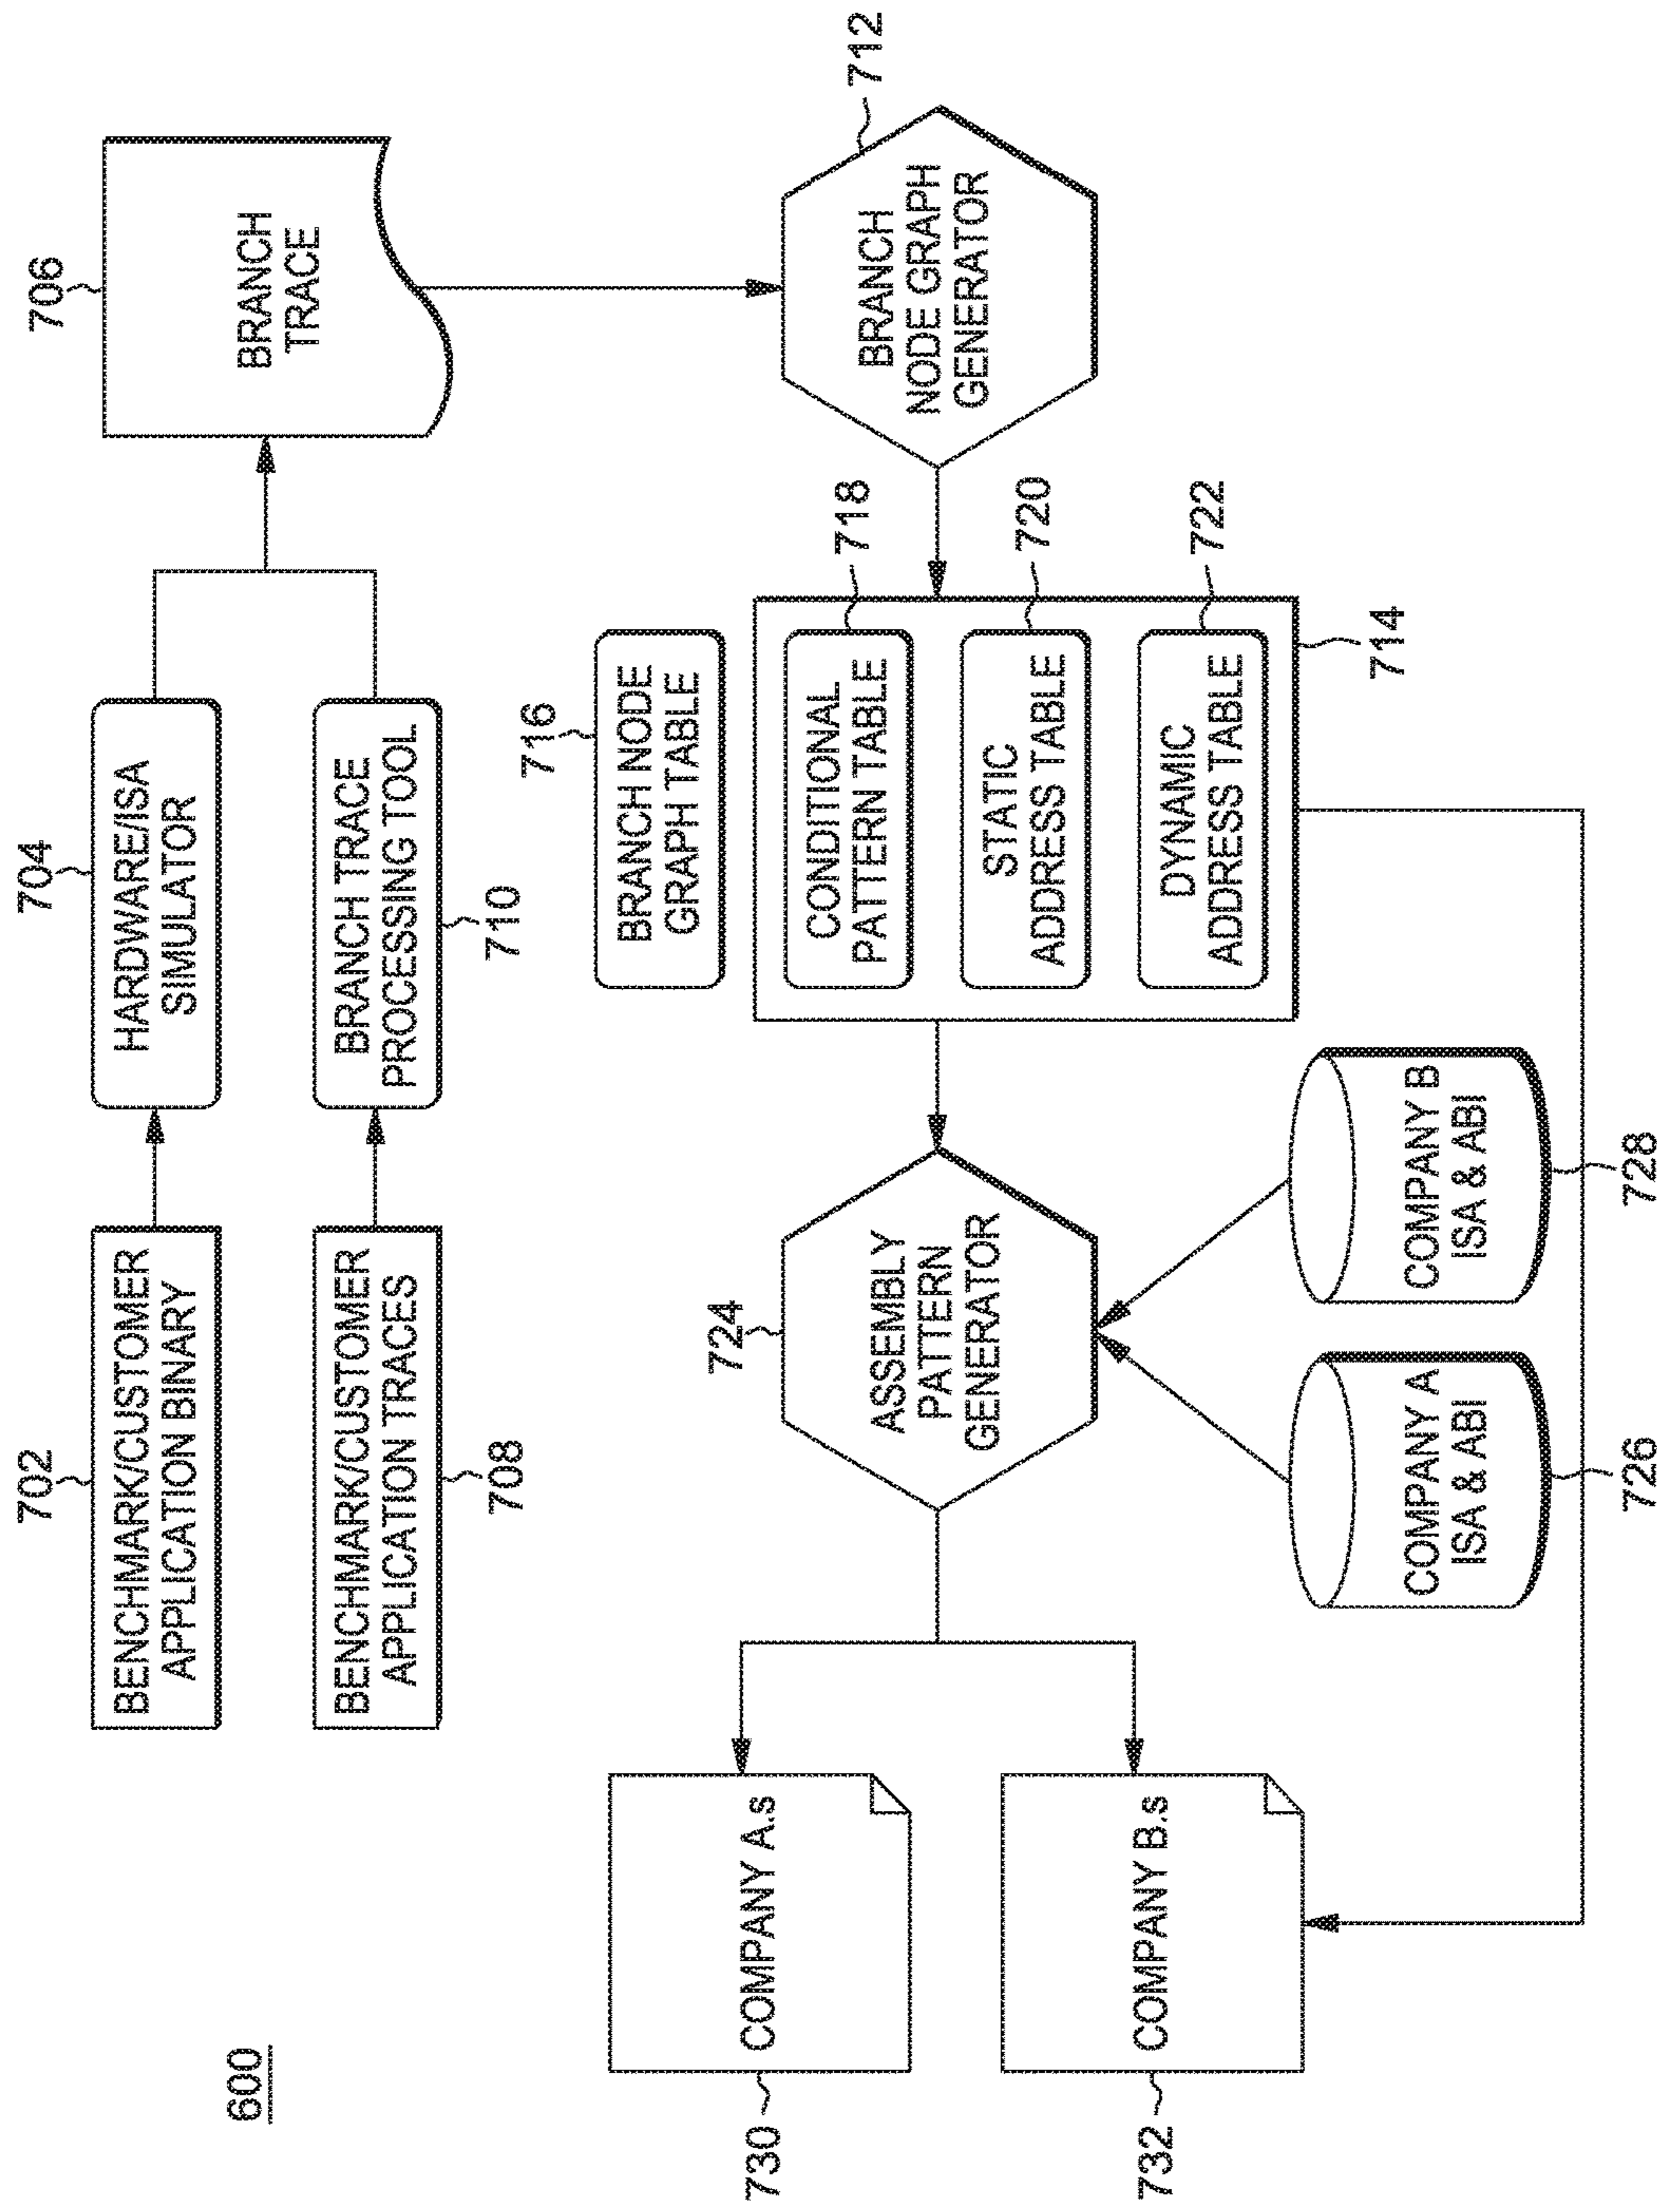 600
702
BENCHMARK/CUSTOMER
APPLICATION BINARY
704
HARDWARE/ISA
SIMULATOR
706
BRANCH
TRACE
BENCHMARK/CUSTOMER
APPLICATION TRACES
708
BRANCH TRACE
PROCESSING TOOL
710
712
BRANCH
NODE GRAPH
GENERATOR
716
BRANCH NODE
GRAPH TABLE
CONDITIONAL
PATTERN TABLE
718
STATIC
ADDRESS TABLE
720
DYNAMIC
ADDRESS TABLE
722
714
724
ASSEMBLY
PATTERN
GENERATOR
COMPANY A
ISA & ABI
726
COMPANY B
ISA & ABI
728
COMPANY A.s
730
COMPANY B.s
732